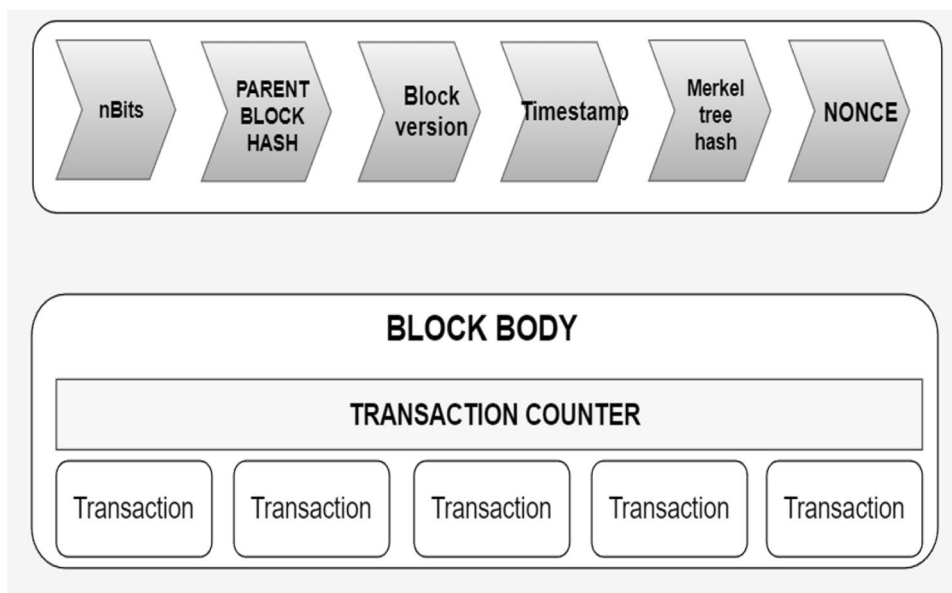 nBits
PARENT
BLOCK
HASH
Block
version
Timestamp
Merkel
tree
hash
NONCE
BLOCK BODY
TRANSACTION COUNTER
Transaction
Transaction
Transaction
Transaction
Transaction